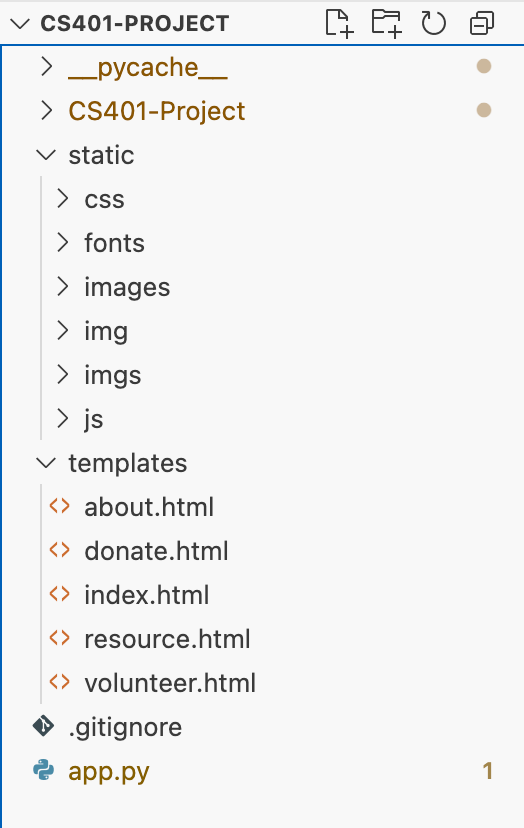 CS401-PROJECT
__pycache__
CS401-Project
static
css
fonts
images
img
imgs
js
templates
about.html
donate.html
index.html
resource.html
volunteer.html
.gitignore
app.py 1